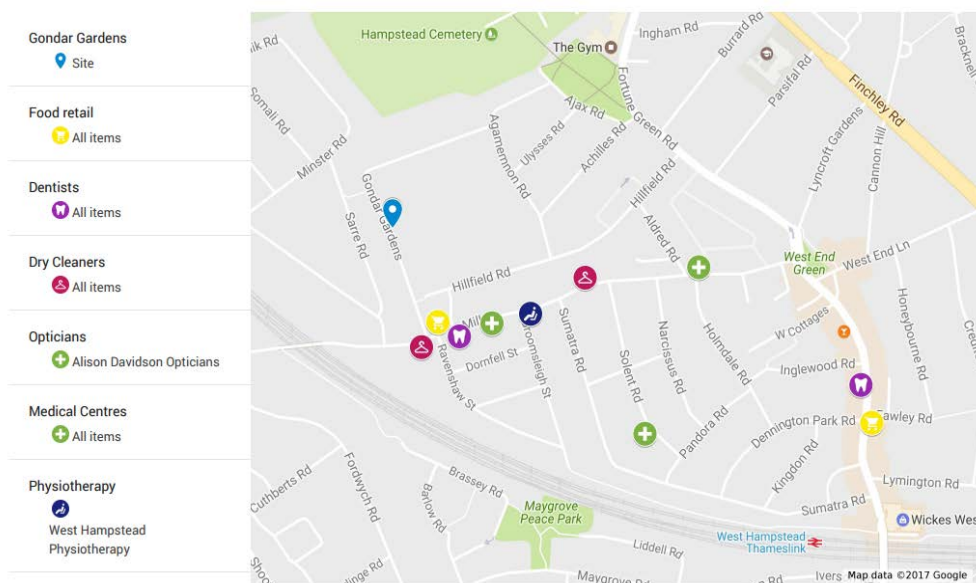 Gondar Gardens
Site
Food retail
All items
Dentists
All items
Dry Cleaners
All items
Opticians
Alison Davidson Opticians
Medical Centres
All items
Physiotherapy
West Hampstead
Physiotherapy
Hampstead Cemetery
The Gym
Ingham Rd
Burrard Rd
Parsifal Rd
Finchley Rd
Somali Rd
Minster Rd
Gondar Gardens
Sarre Rd
Agamemnon Rd
Ajax Rd
Ulysses Rd
Achilles Rd
Fortune Green Rd
Hillfield Rd
Aldred Rd
Lyncroft Gardens
Cannon Hill
West End Ln
West End
Green
Hillfield Rd
Mill
Dornfell St
Ravenshaw St
Sumatra Rd
Solent Rd
Narcissus Rd
Holmdale Rd
Pandora Rd
W Cottages
Inglewood Rd
Dennington Park Rd
Kingdon Rd
Honeybourne Rd
Fawley Rd
Lymington Rd
Sumatra Rd
Wickes Wes
West Hampstead
Thameslink
Cuthberts Rd
Fordwych Rd
Barlow Rd
Brassey Rd
Maygrove
Peace Park
Liddell Rd
Maygrove
Ivers
Map data ©2017 Google